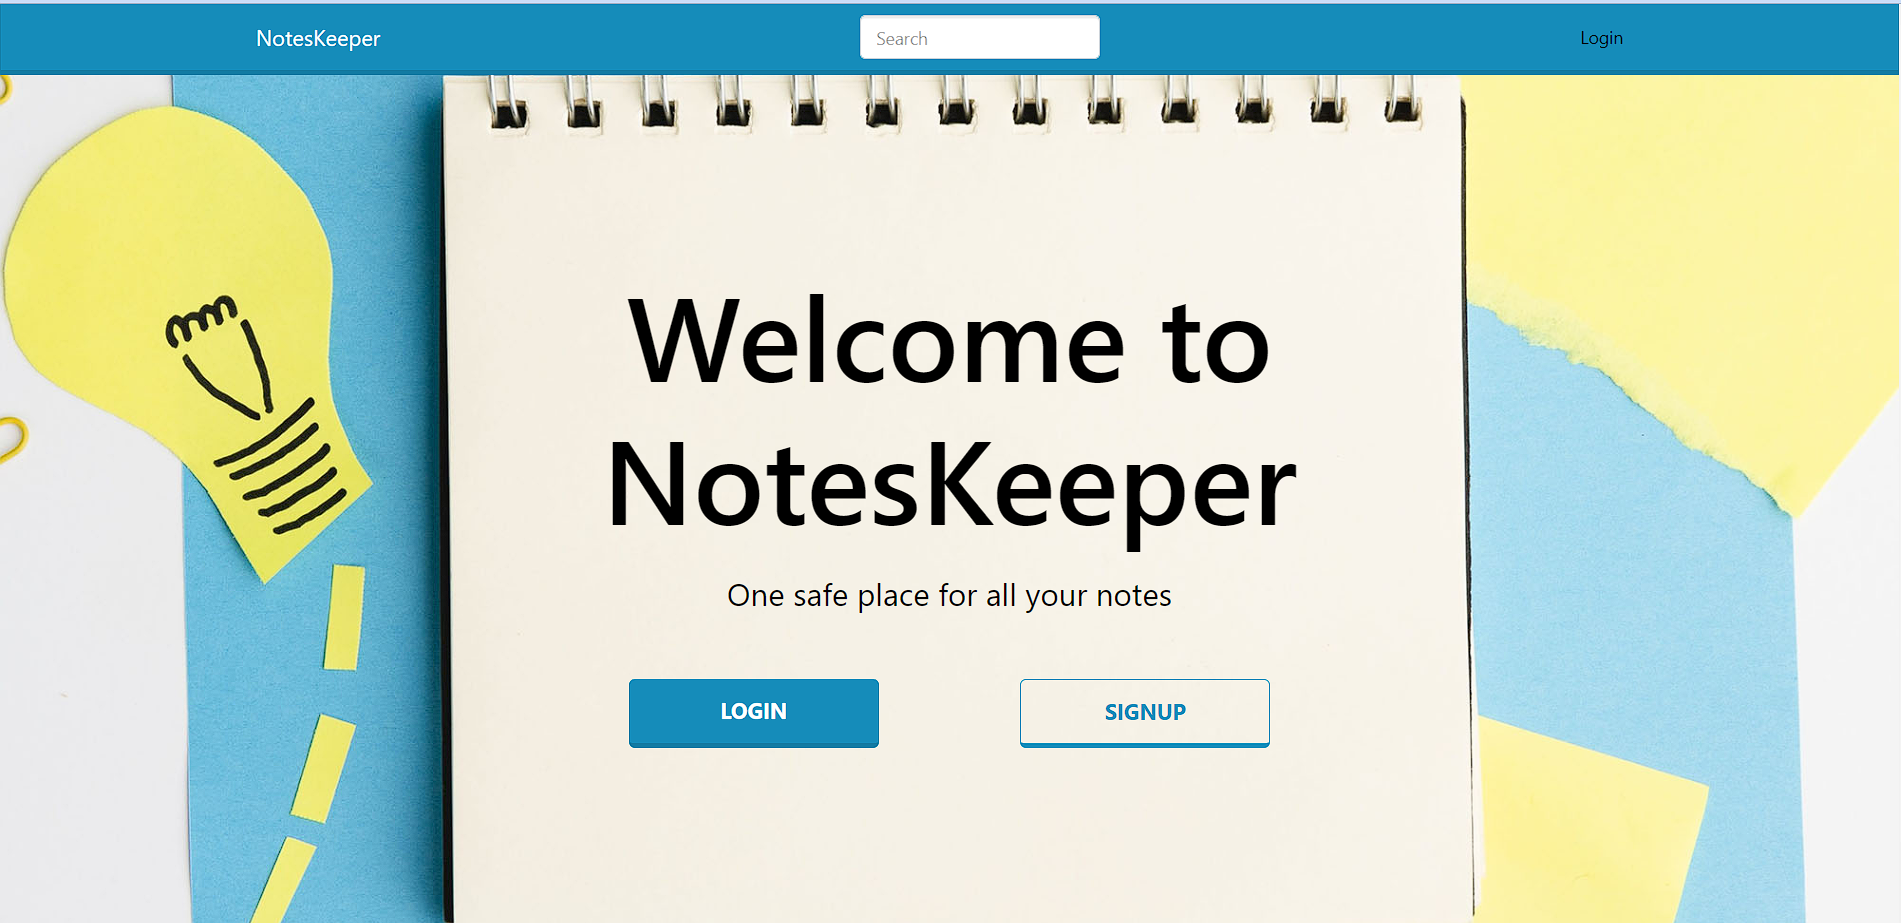 NotesKeeper
Search
Login
Welcome to
NotesKeeper
One safe place for all your notes
LOGIN
SIGNUP